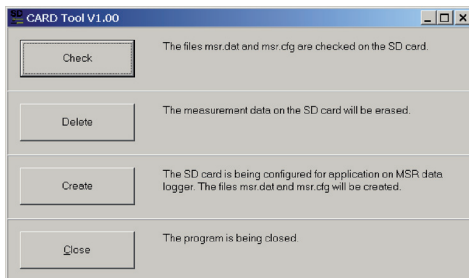 CARD Tool V1.00
Check
The files msr.dat and msr.cfg are checked on the SD card.
Delete
The measurement data on the SD card will be erased.
Create
The SD card is being configured for application on MSR data
logger. The files msr.dat and msr.cfg will be created.
Close
The program is being closed.